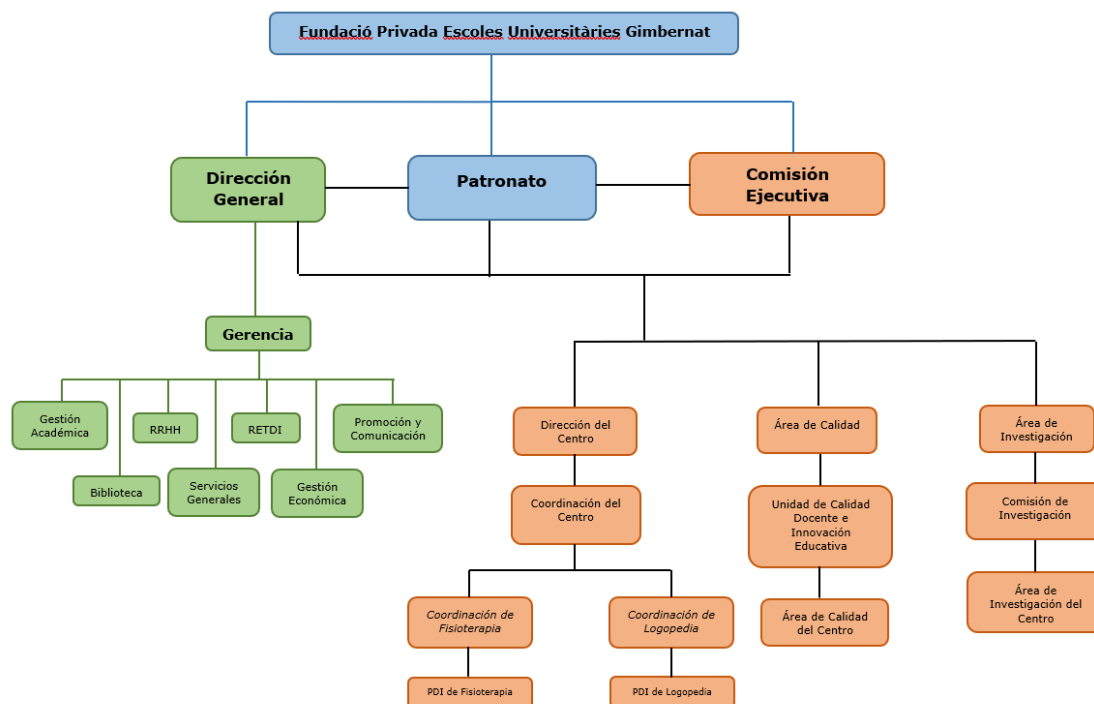 Fundació Privada Escoles Universitàries Gimbernat
Dirección
General
Patronato
Comisión
Ejecutiva
Gerencia
Gestión
Académica
RRHH
RETDI
Promoción y
Comunicación
Biblioteca
Servicios
Generales
Gestión
Económica
Dirección del
Centro
Área de Calidad
Área de
Investigación
Coordinación del
Centro
Unidad de Calidad
Docente e
Innovación
Educativa
Comisión de
Investigación
Coordinación de
Fisioterapia
Coordinación de
Logopedia
Área de Calidad
del Centro
Área de
Investigación del
Centro
PDI de Fisioterapia
PDI de Logopedia